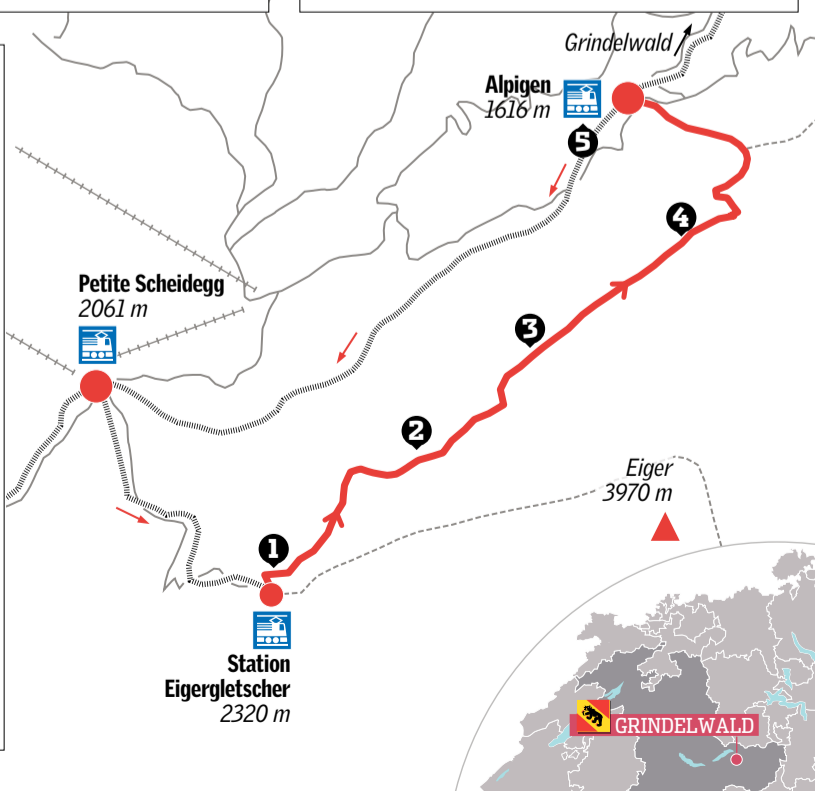 Grindelwald
Alpigen
1616 m
5
4
Petite Scheidegg
2061 m
3
2
Eiger
3970 m
1
Station
Eigergletscher
2320 m
GRINDELWALD